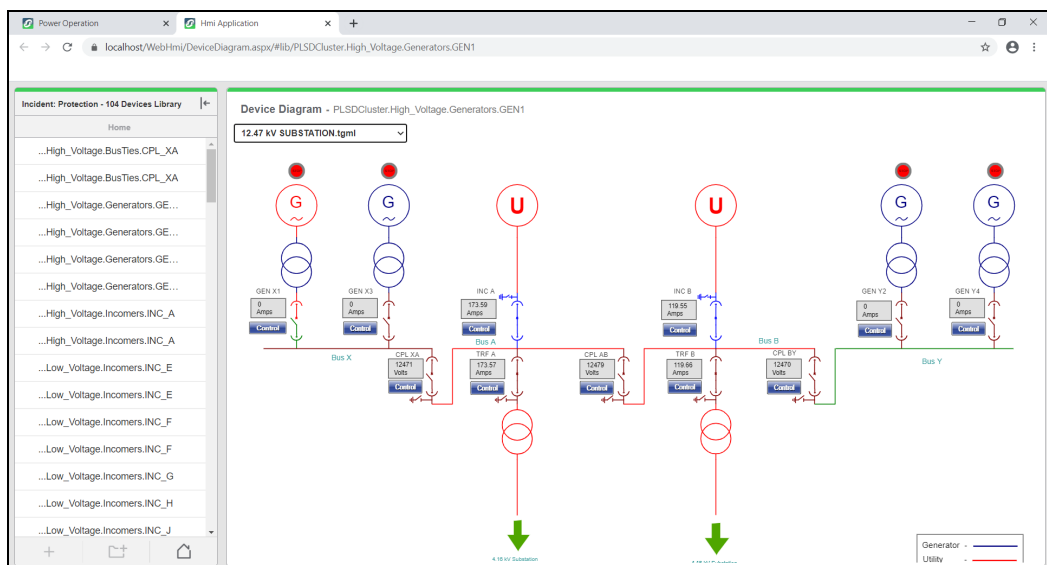 Power Operation
Hmi Application
localhost/WebHmi/DeviceDiagram.aspx/#lib/PLSDCluster.High_Voltage.Generators.GEN1
Incident: Protection - 104 Devices Library
Home
...High_Voltage.BusTies.CPL_XA
...High_Voltage.BusTies.CPL_XA
...High_Voltage.Generators.GE...
...High_Voltage.Generators.GE...
...High_Voltage.Generators.GE...
...High_Voltage.Generators.GE...
...High_Voltage.Incomers.INC_A
...High_Voltage.Incomers.INC_A
...Low_Voltage.Incomers.INC_E
...Low_Voltage.Incomers.INC_E
...Low_Voltage.Incomers.INC_F
...Low_Voltage.Incomers.INC_F
...Low_Voltage.Incomers.INC_G
...Low_Voltage.Incomers.INC_H
...Low_Voltage.Incomers.INC_J
Device Diagram - PLSDCluster.High_Voltage.Generators.GEN1
12.47 kV SUBSTATION.tgml
G G U U G G
GEN X1 GEN X3 INC A INC B GEN Y2 GEN Y4
0 0 173.59 119.55 0 0
Amps Amps Amps Amps Amps Amps
Control Control Control Control Control Control
Bus X Bus A Bus B Bus Y
CPL XA TRF A CPL AB TRF B CPL BY
12471 173.57 12479 119.66 12470
Volts Amps Volts Amps Volts
Control Control Control Control Control
4.16 kV Substation
Generator -
Utility -